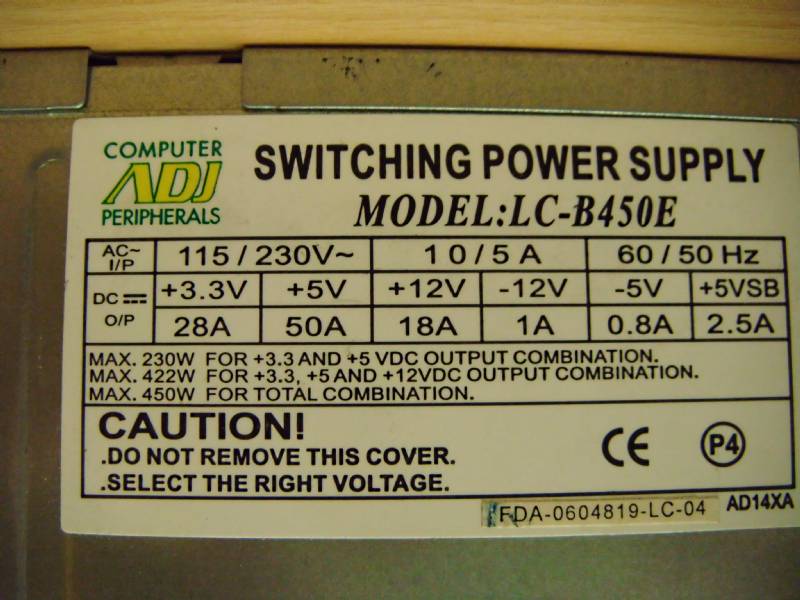 COMPUTER
ADJ
PERIPHERALS
SWITCHING POWER SUPPLY
MODEL:LC-B450E
AC~ I/P 115 / 230V~ 10 / 5 A 60 / 50 Hz
DC O/P +3.3V +5V +12V -12V -5V +5VSB
28A 50A 18A 1A 0.8A 2.5A
MAX. 230W FOR +3.3 AND +5 VDC OUTPUT COMBINATION.
MAX. 422W FOR +3.3, +5 AND +12VDC OUTPUT COMBINATION.
MAX. 450W FOR TOTAL COMBINATION.
CAUTION!
.DO NOT REMOVE THIS COVER.
.SELECT THE RIGHT VOLTAGE.
CE P4
FDA-0604819-LC-04 AD14XA